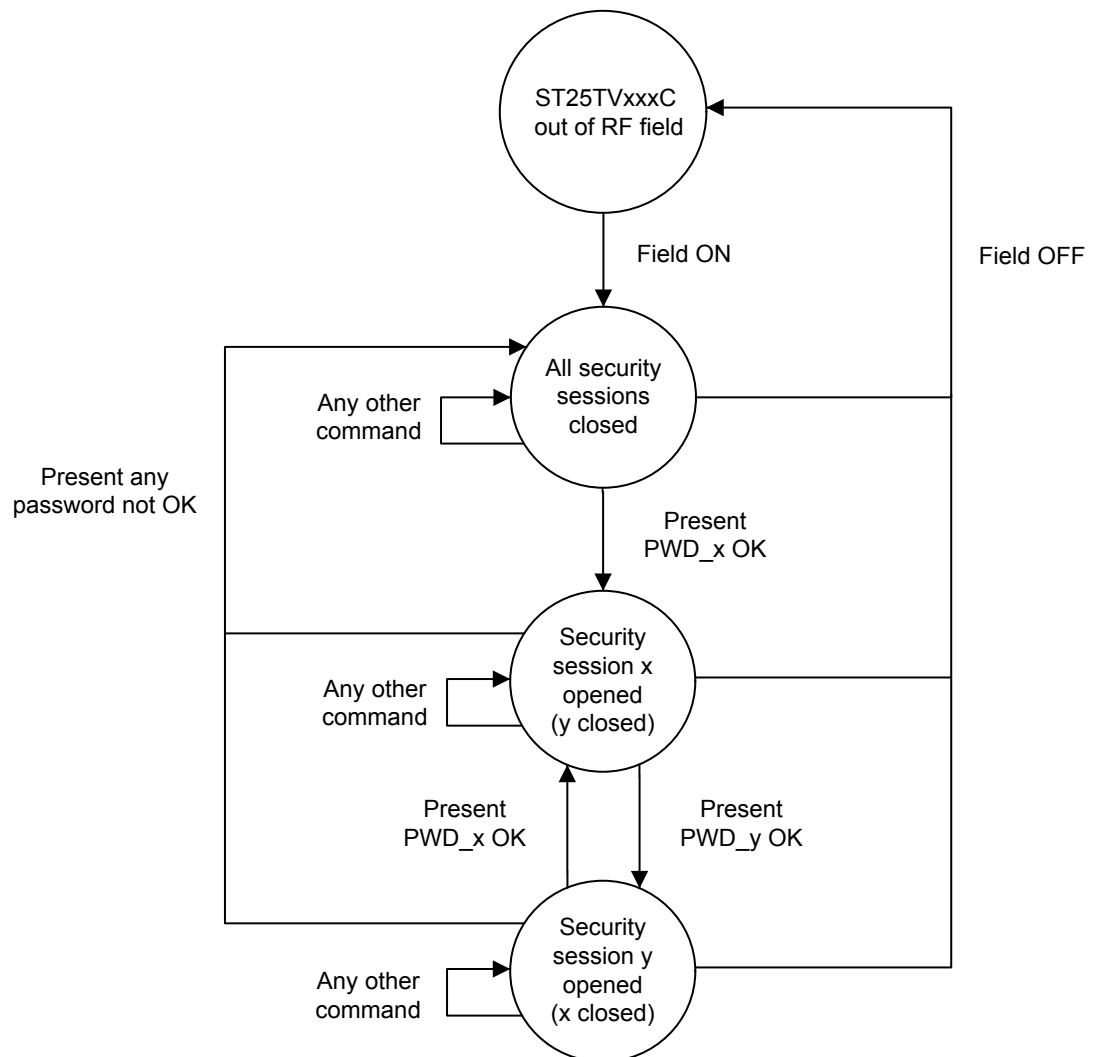 ST25TVxxxC
out of RF field
Field ON
Field OFF
All security
sessions
closed
Any other
command
Present any
password not OK
Present
PWD_x OK
Security
session x
opened
(y closed)
Any other
command
Present
PWD_x OK
Present
PWD_y OK
Security
session y
opened
(x closed)
Any other
command